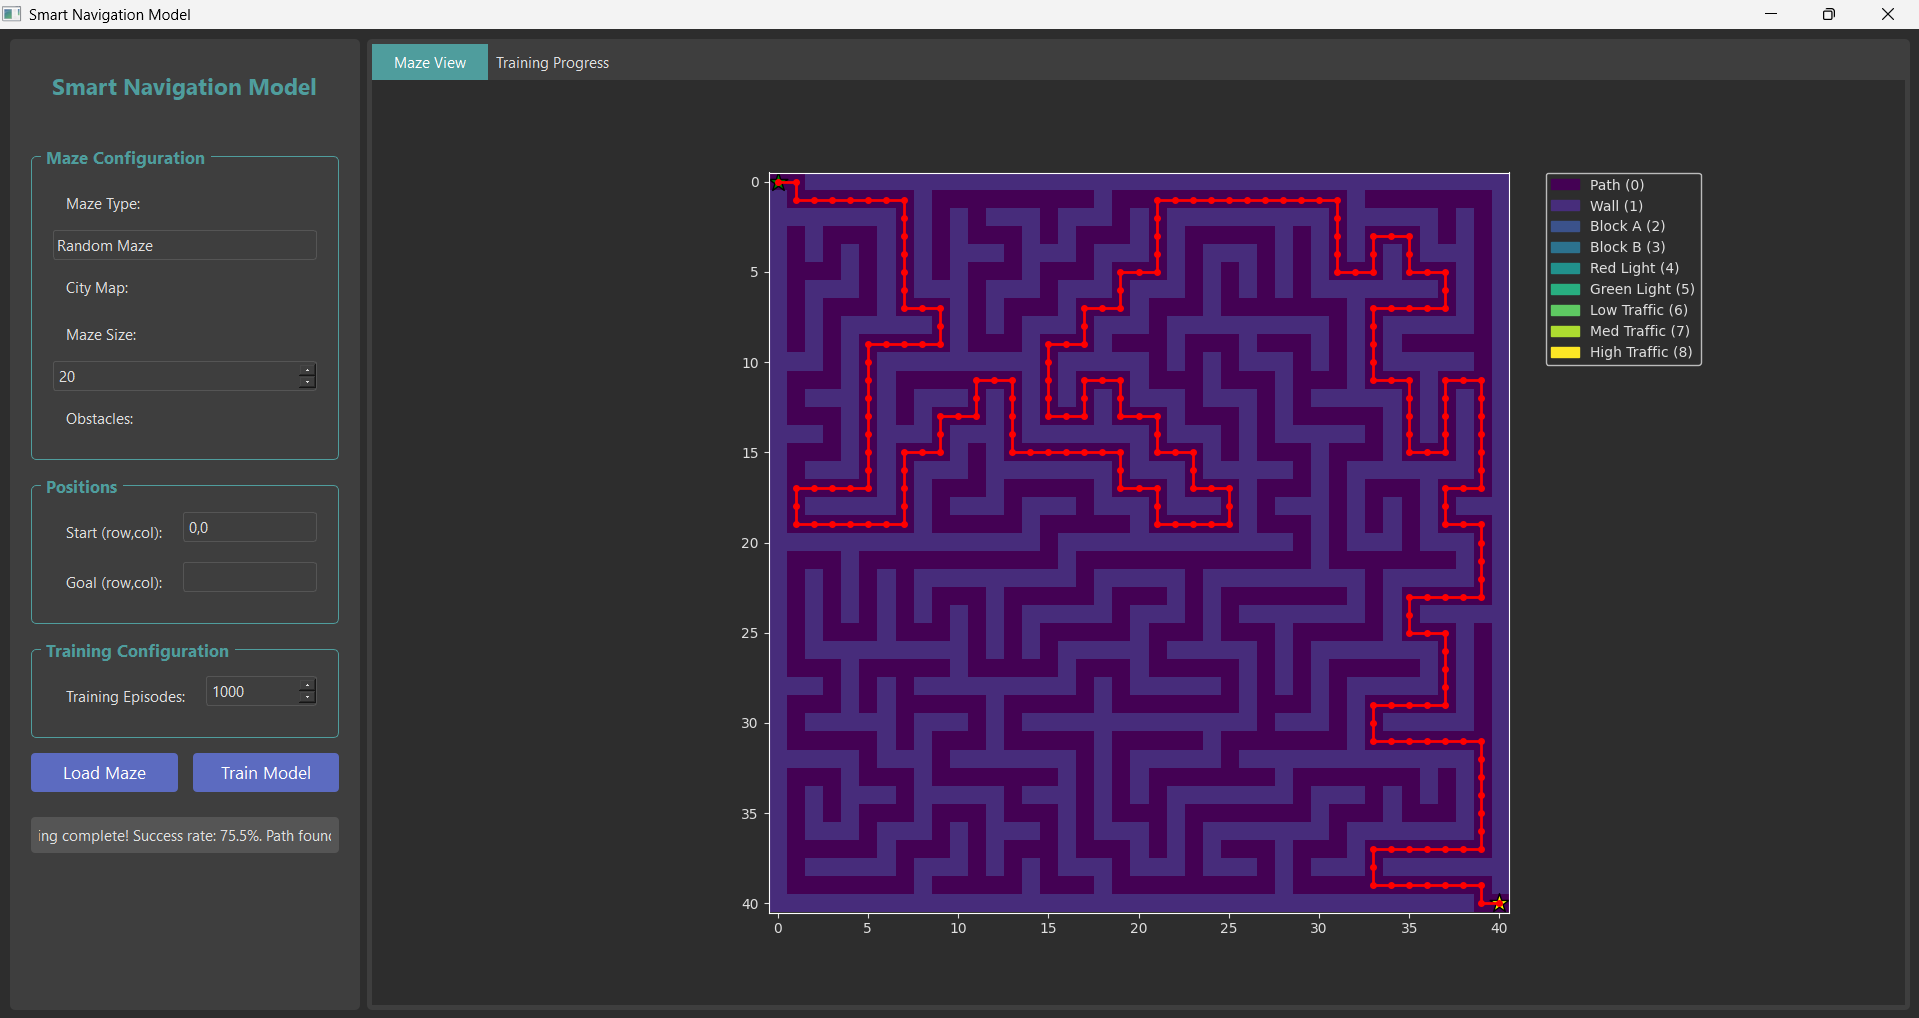 Smart Navigation Model
Smart Navigation Model
Maze Configuration
Maze Type:
Random Maze
City Map:
Maze Size:
20
Obstacles:
Positions
Start (row,col):
0,0
Goal (row,col):
Training Configuration
Training Episodes:
1000
Load Maze
Train Model
ing complete! Success rate: 75.5%. Path foun
Maze View
Training Progress
0
5
10
15
20
25
30
35
40
0
5
10
15
20
25
30
35
40
Path (0)
Wall (1)
Block A (2)
Block B (3)
Red Light (4)
Green Light (5)
Low Traffic (6)
Med Traffic (7)
High Traffic (8)